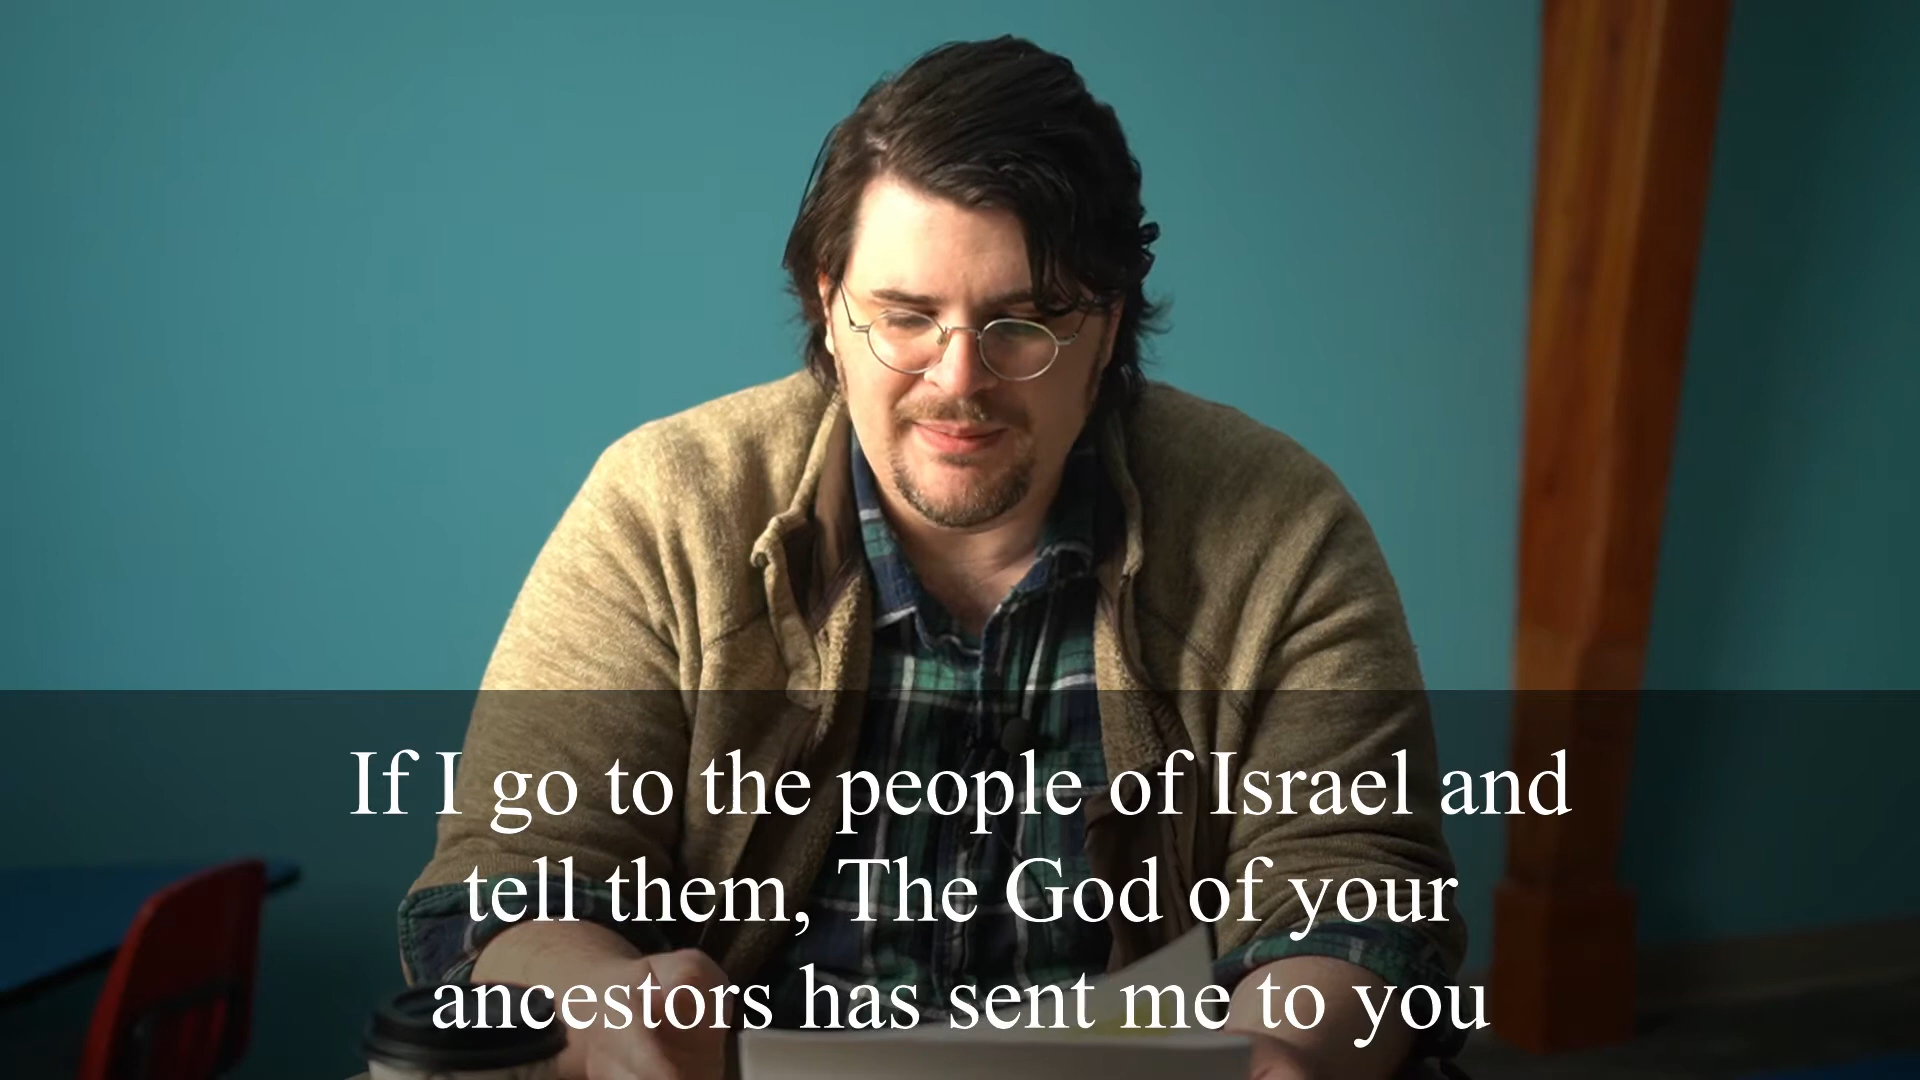 If I go to the people of Israel and
tell them, The God of your
ancestors has sent me to you